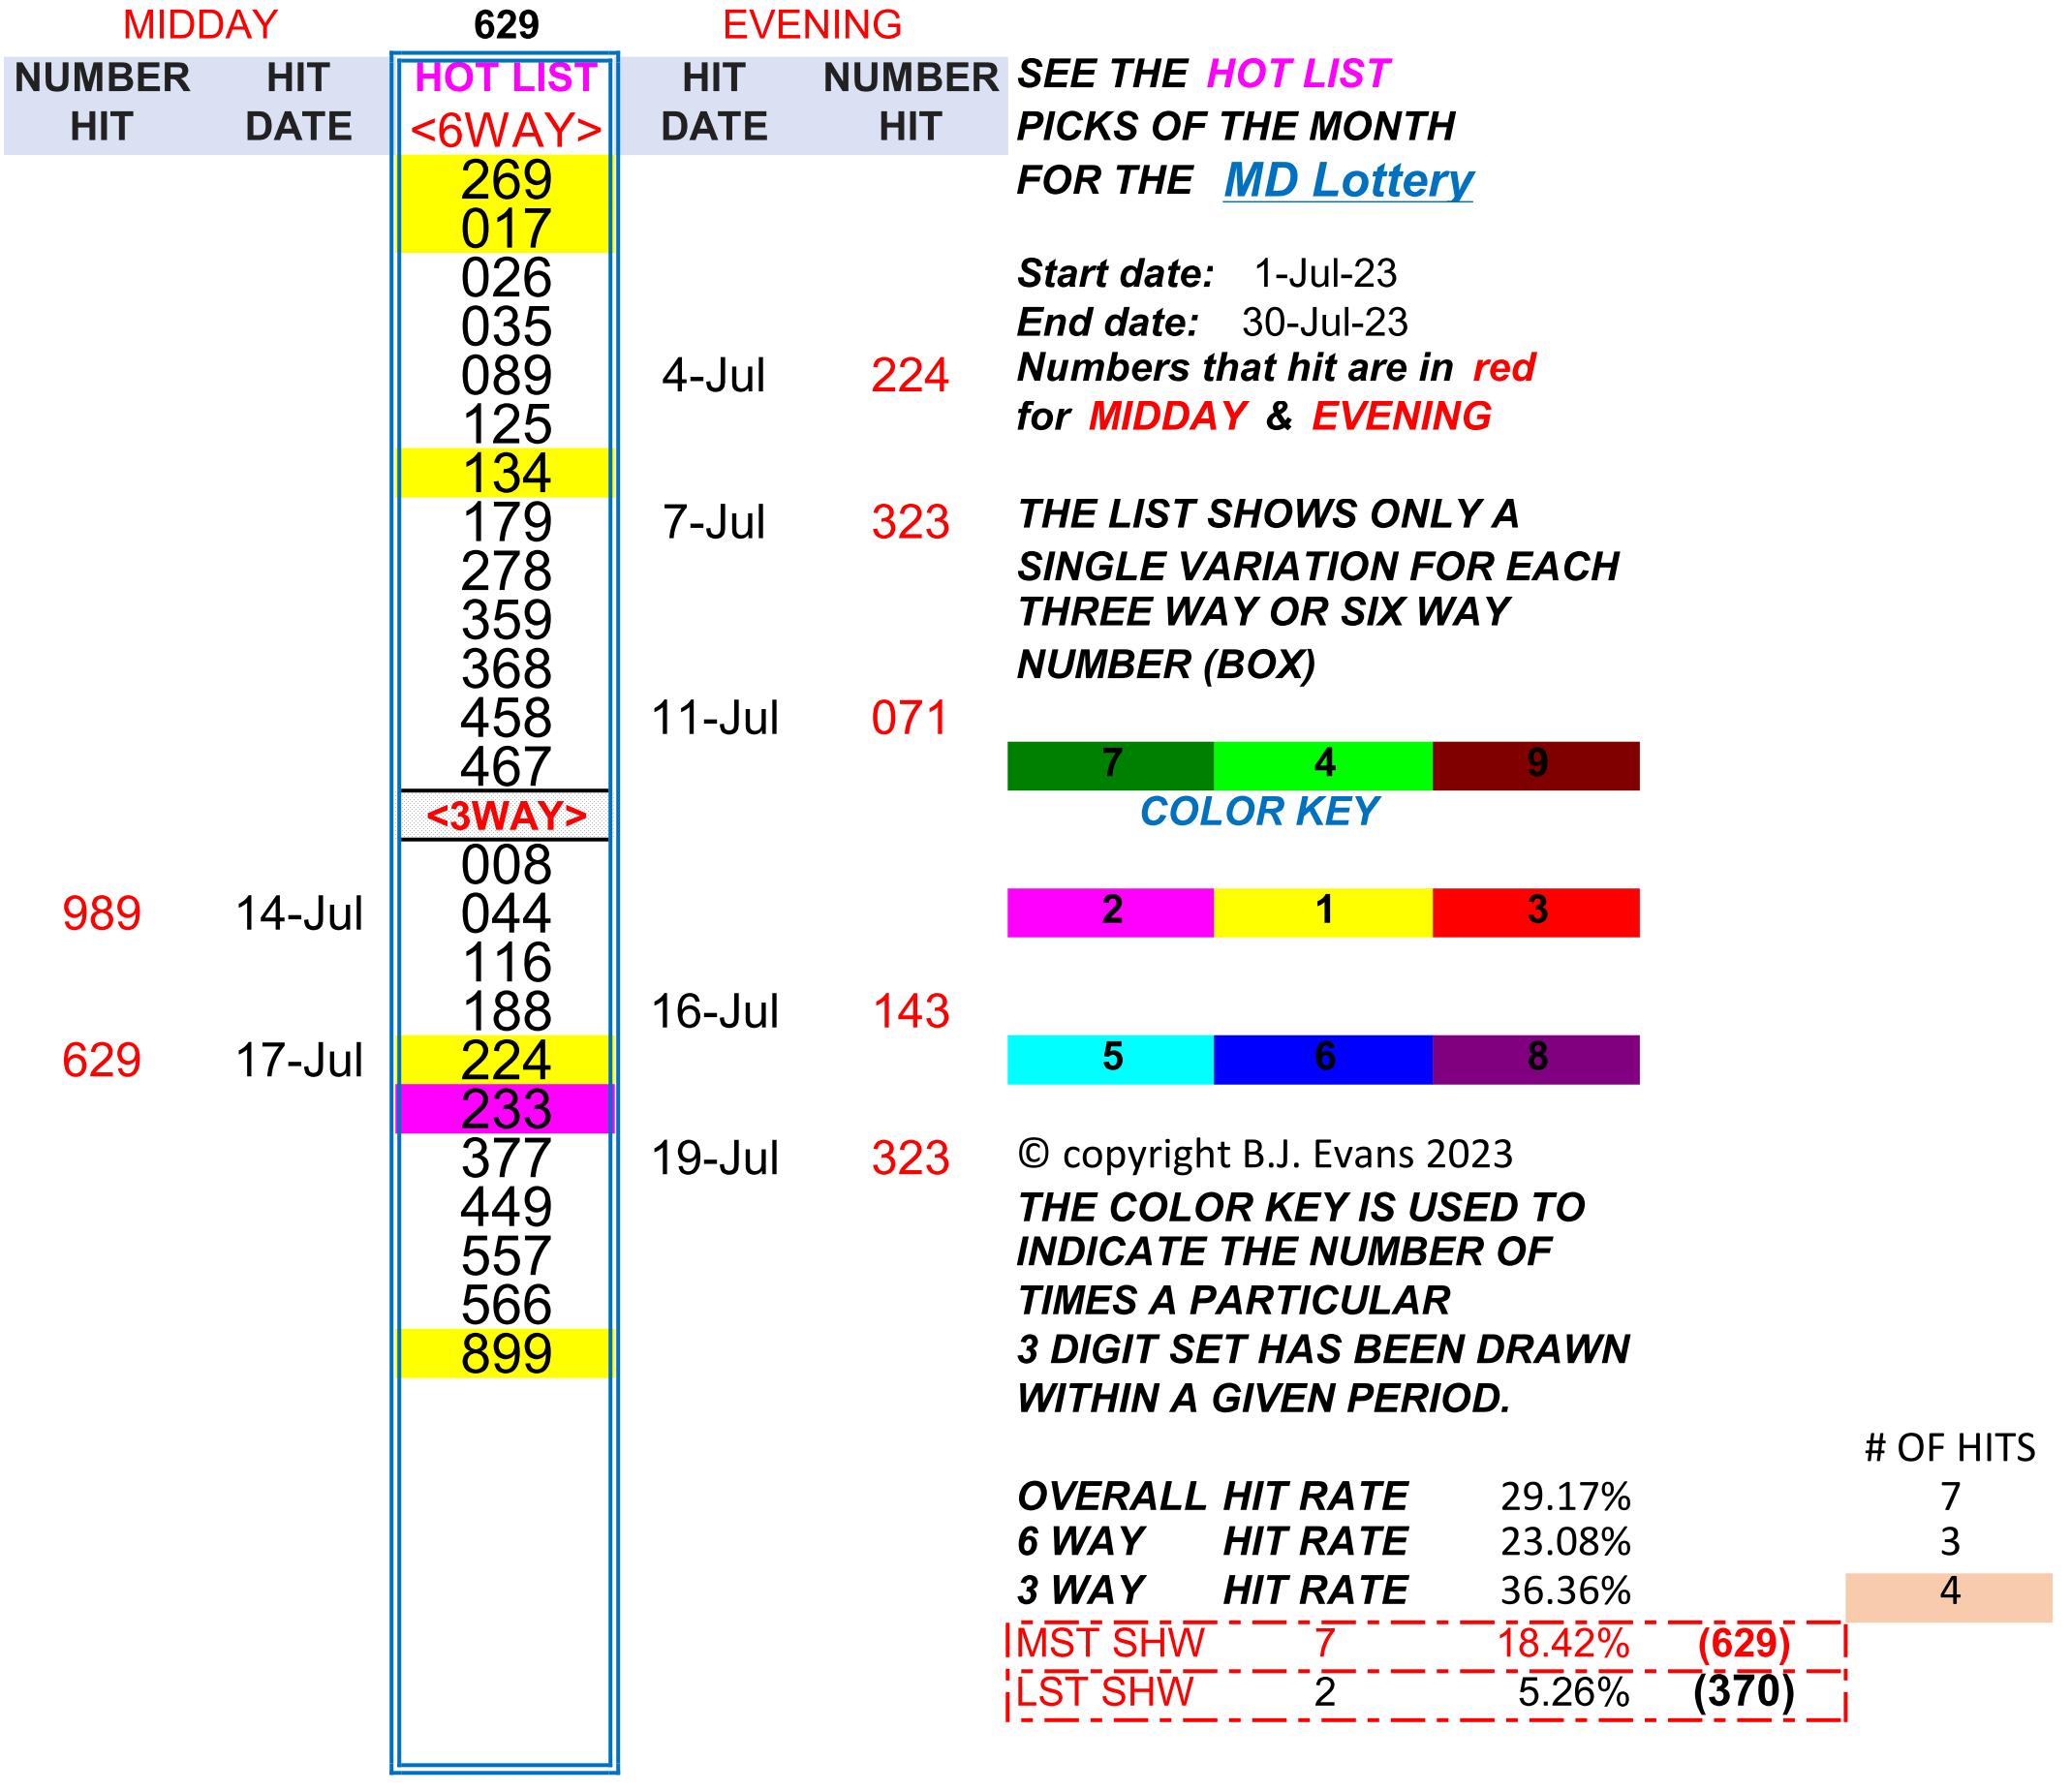 MIDDAY 629 EVENING
NUMBER HIT HOT LIST HIT NUMBER SEE THE HOT LIST
HIT DATE <6WAY> DATE HIT PICKS OF THE MONTH
269 FOR THE MD Lottery
017
026 Start date: 1-Jul-23
035 End date: 30-Jul-23
089 4-Jul 224 Numbers that hit are in red
125 for MIDDAY & EVENING
134
179 7-Jul 323 THE LIST SHOWS ONLY A
278 SINGLE VARIATION FOR EACH
359 THREE WAY OR SIX WAY
368 NUMBER (BOX)
458 11-Jul 071
467 7 4 9
<3WAY> COLOR KEY
008
989 14-Jul 044 2 1 3
116
188 16-Jul 143
629 17-Jul 224 5 6 8
233
377 19-Jul 323 © copyright B.J. Evans 2023
449 THE COLOR KEY IS USED TO
557 INDICATE THE NUMBER OF
566 TIMES A PARTICULAR
899 3 DIGIT SET HAS BEEN DRAWN
WITHIN A GIVEN PERIOD.
# OF HITS
OVERALL HIT RATE 29.17% 7
6 WAY HIT RATE 23.08% 3
3 WAY HIT RATE 36.36% 4
MST SHW 7 18.42% (629)
LST SHW 2 5.26% (370)